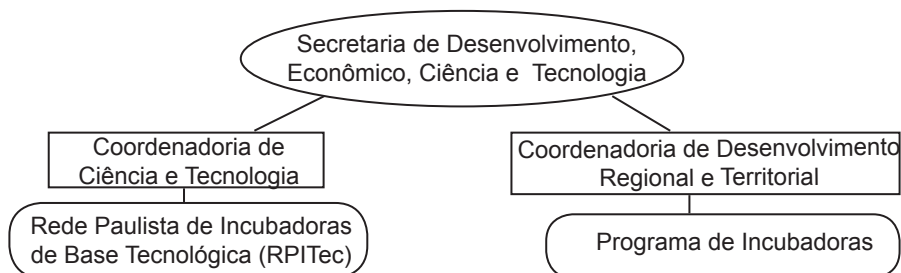 Secretaria de Desenvolvimento,
Econômico, Ciência e Tecnologia
Coordenadoria de
Ciência e Tecnologia
Coordenadoria de Desenvolvimento
Regional e Territorial
Rede Paulista de Incubadoras
de Base Tecnológica (RPITec)
Programa de Incubadoras